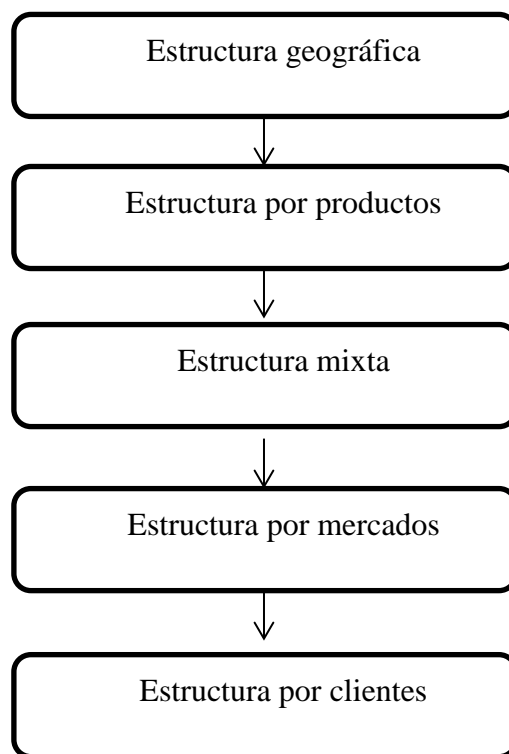 Estructura geográfica
Estructura por productos
Estructura mixta
Estructura por mercados
Estructura por clientes